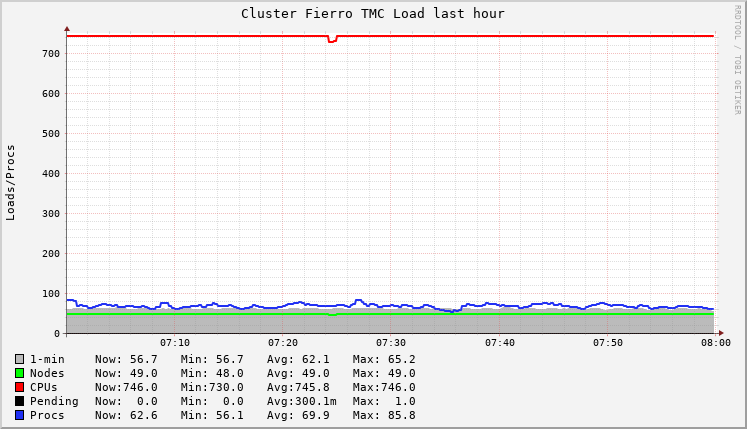 Cluster Fierro TMC Load last hour
RRDTOOL / TOBI OETIKER
Loads/Procs
700
600
500
400
300
200
100
0
07:10 07:20 07:30 07:40 07:50 08:00
1-min Now: 56.7 Min: 56.7 Avg: 62.1 Max: 65.2
Nodes Now: 49.0 Min: 48.0 Avg: 49.0 Max: 49.0
CPUs Now:746.0 Min:730.0 Avg:745.8 Max:746.0
Pending Now: 0.0 Min: 0.0 Avg:300.1m Max: 1.0
Procs Now: 62.6 Min: 56.1 Avg: 69.9 Max: 85.8